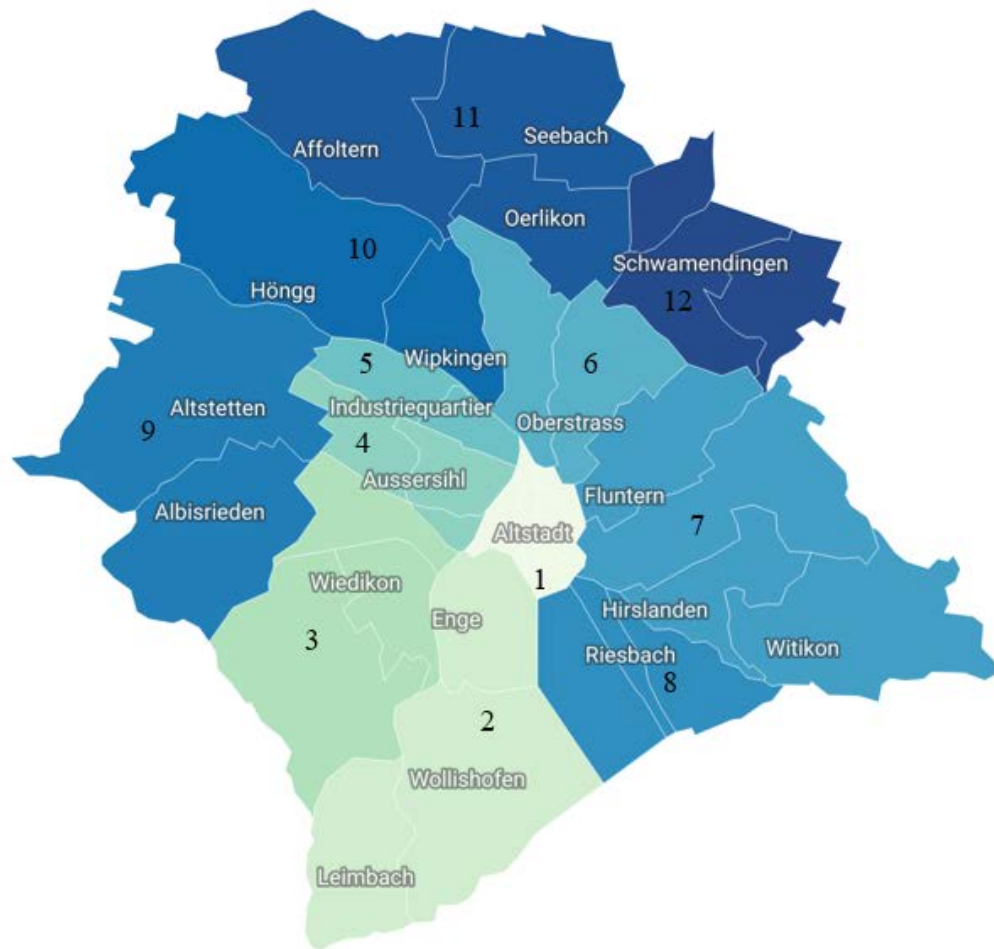 11
Affoltern
Seebach
Oerlikon
10
Schwamendingen
Höngg
12
5
Wipkingen
6
Altstetten
Industriequartier
9
4
Oberstrass
Aussersihl
Fluntern
Albisrieden
7
Altstadt
1
Wiedikon
Hirslanden
Enge
3
Riesbach
Witikon
8
2
Wollishofen
Leimbach